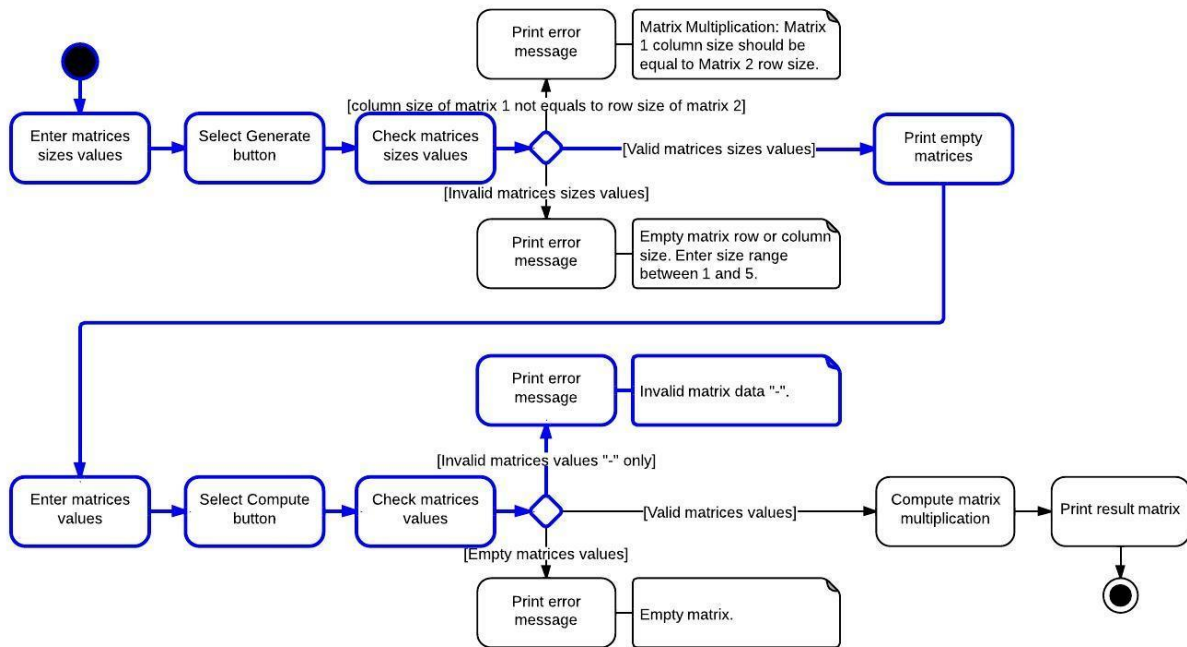 Print error
message
Matrix Multiplication: Matrix
1 column size should be
equal to Matrix 2 row size.
[column size of matrix 1 not equals to row size of matrix 2]
Enter matrices
sizes values
Select Generate
button
Check matrices
sizes values
[Valid matrices sizes values]
Print empty
matrices
[Invalid matrices sizes values]
Print error
message
Empty matrix row or column
size. Enter size range
between 1 and 5.
Print error
message
Invalid matrix data "-".
[Invalid matrices values "-" only]
Enter matrices
values
Select Compute
button
Check matrices
values
[Valid matrices values]
Compute matrix
multiplication
Print result matrix
[Empty matrices values]
Print error
message
Empty matrix.